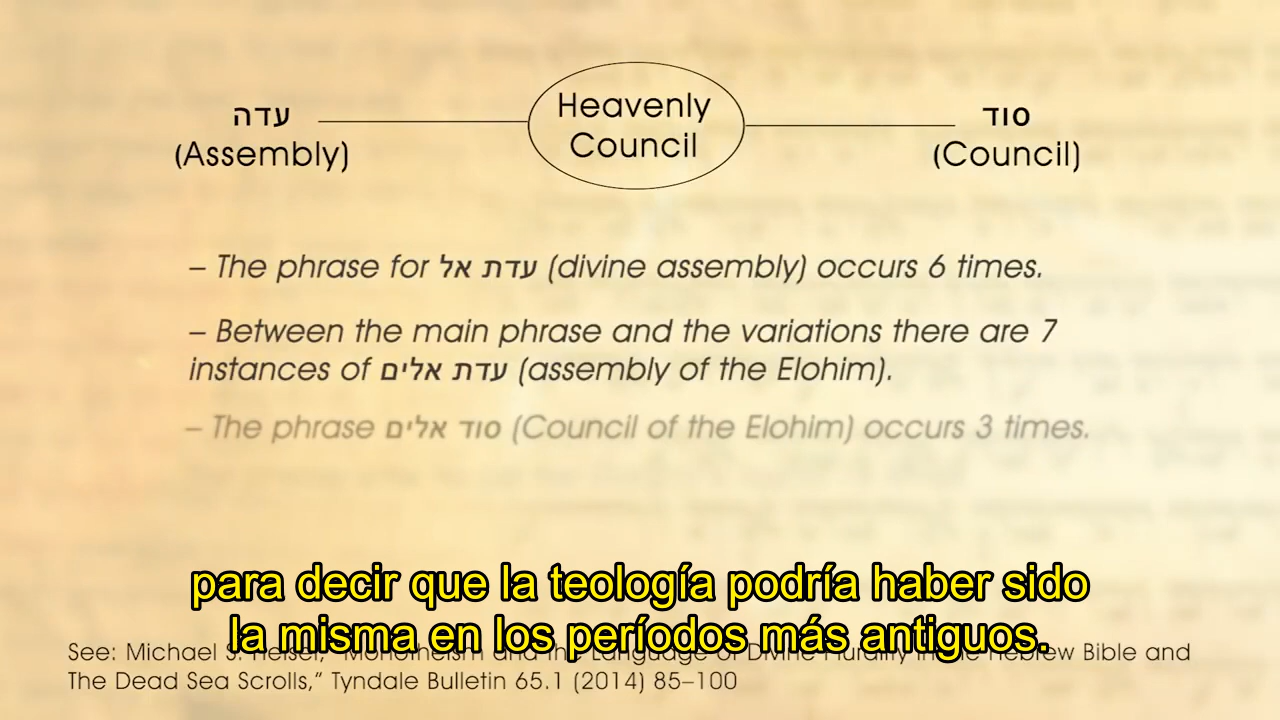 עדה
(Assembly)
Heavenly
Council
סוד
(Council)
– The phrase for עדת אל (divine assembly) occurs 6 times.
– Between the main phrase and the variations there are 7
instances of עדת אלים (assembly of the Elohim).
– The phrase סוד אלים (Council of the Elohim) occurs 3 times.
para decir que la teología podría haber sido
la misma en los períodos más antiguos.
See: Michael S. Heiser, "Monotheism and the Language of Divine Plurality in the Hebrew Bible and
The Dead Sea Scrolls,” Tyndale Bulletin 65.1 (2014) 85–100